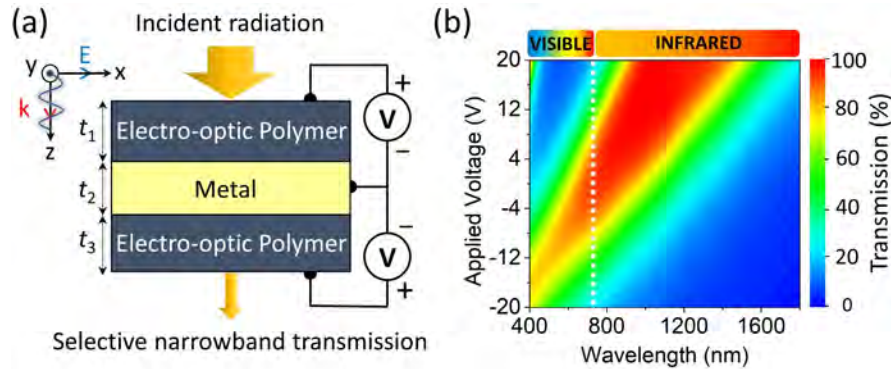 (a)
Incident radiation
y
E
x
k
z
t1
Electro-optic Polymer
+
V
−
t2
Metal
t3
Electro-optic Polymer
−
V
+
Selective narrowband transmission
(b)
VISIBLE INFRARED
Applied Voltage (V)
20
12
4
-4
-12
-20
400 800 1200 1600
Wavelength (nm)
100
80
60
40
20
0
Transmission (%)